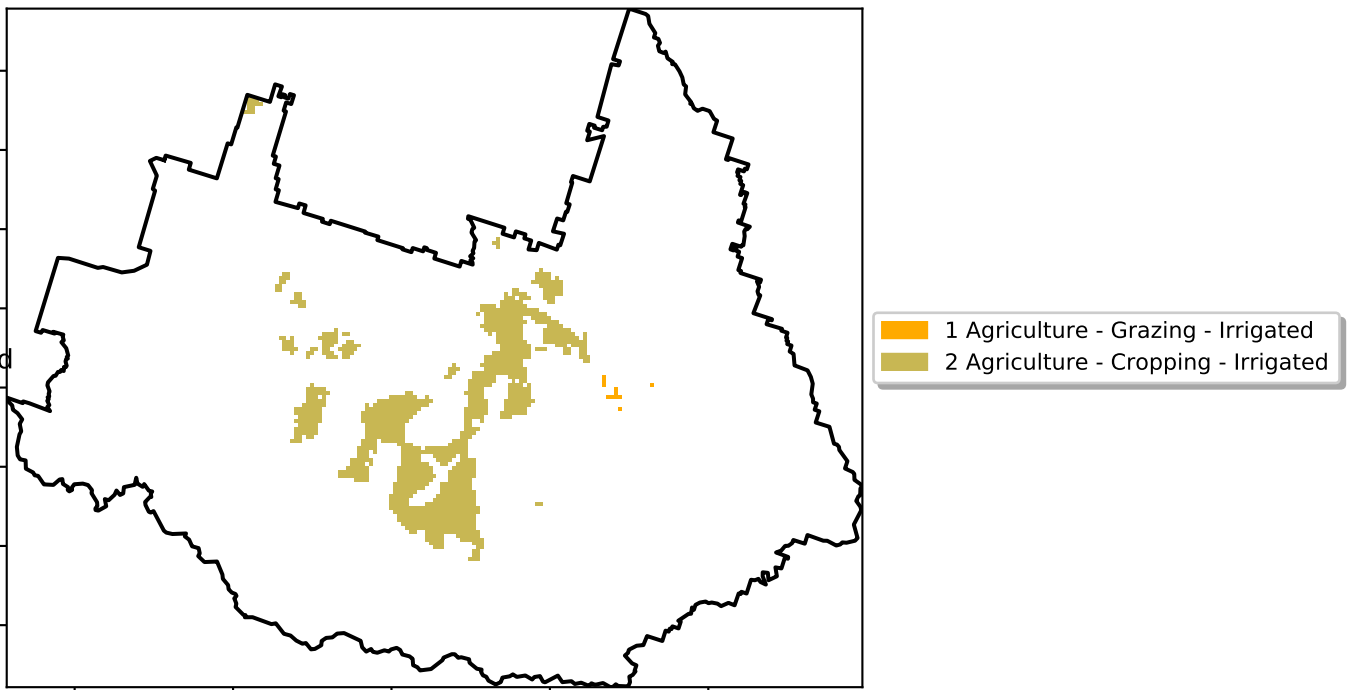 1 Agriculture - Grazing - Irrigated
d
2 Agriculture - Cropping - Irrigated